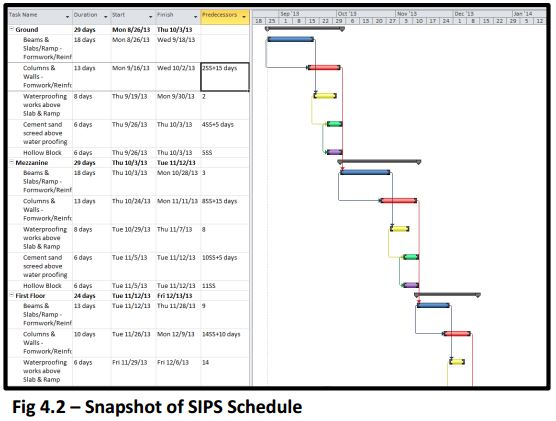 Task Name Duration Start Finish Predecessors Sep '13 Oct '13 Nov '13 Dec '13 Jan '14
18 25 1 8 15 22 29 6 13 20 27 3 10 17 24 1 8 15 22 29 5 12
Ground 29 days Mon 8/26/13 Thu 10/3/13
Beams & 18 days Mon 8/26/13 Wed 9/18/13
Slabs/Ramp -
Formwork/Reinf
Columns & 13 days Mon 9/16/13 Wed 10/2/13 2SS+15 days
Walls -
Fomwork/Reinf
Waterproofing 8 days Thu 9/19/13 Mon 9/30/13 2
works above
Slab & Ramp
Cement sand 6 days Thu 9/26/13 Thu 10/3/13 4SS+5 days
screed above
water proofing
Hollow Block 6 days Thu 9/26/13 Thu 10/3/13 5SS
Mezzanine 29 days Thu 10/3/13 Tue 11/12/13
Beams & 18 days Thu 10/3/13 Mon 10/28/13 3
Slabs/Ramp -
Formwork/Reinf
Columns & 13 days Thu 10/24/13 Mon 11/11/13 8SS+15 days
Walls -
Formwork/Reinf
Waterproofing 8 days Tue 10/29/13 Thu 11/7/13 8
works above
Slab & Ramp
Cement sand 6 days Tue 11/5/13 Tue 11/12/13 10SS+5 days
screed above
water proofing
Hollow Block 6 days Tue 11/5/13 Tue 11/12/13 11SS
First Floor 24 days Tue 11/12/13 Fri 12/13/13
Beams & 13 days Tue 11/12/13 Thu 11/28/13 9
Slabs/Ramp -
Formwork/Reinf
Columns & 10 days Tue 11/26/13 Mon 12/9/13 14SS+10 days
Walls -
Formwork/Reinf
Waterproofing 6 days Fri 11/29/13 Fri 12/6/13 14
works above
Slab & Ramp
Fig 4.2 – Snapshot of SIPS Schedule